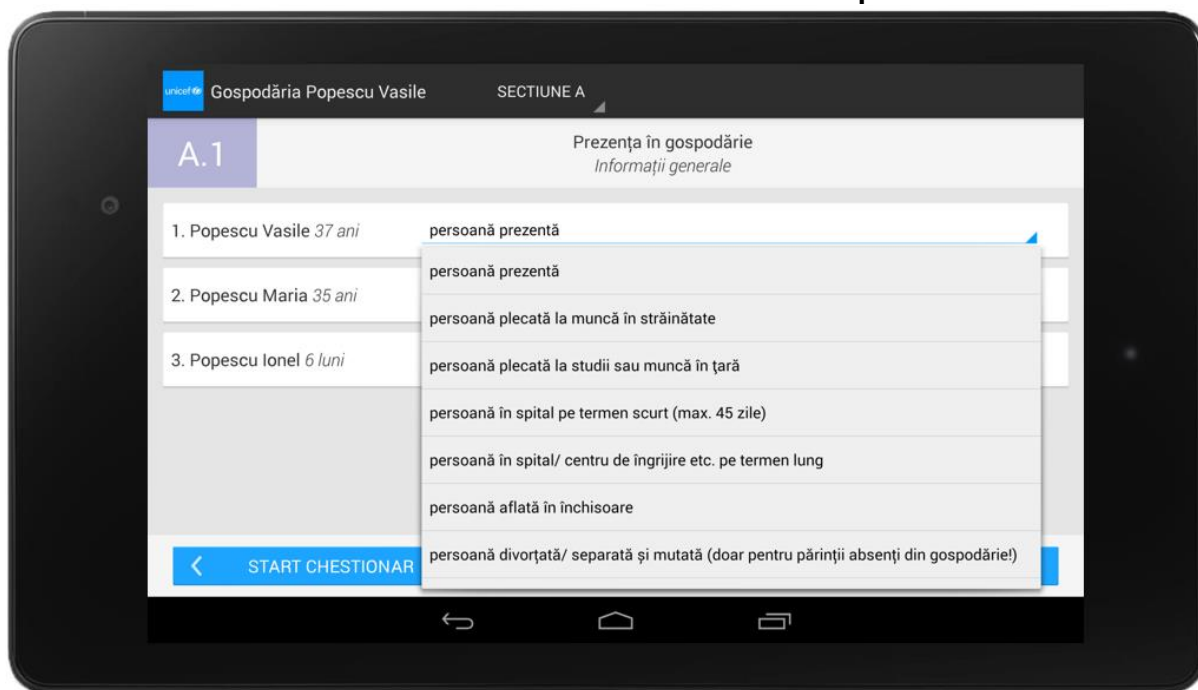 unicef Gospodăria Popescu Vasile SECTIUNE A
A.1
Prezența în gospodărie
Informații generale
1. Popescu Vasile 37 ani persoană prezentă
persoană prezentă
2. Popescu Maria 35 ani
persoană plecată la muncă în străinătate
3. Popescu Ionel 6 luni
persoană plecată la studii sau muncă în ţară
persoană în spital pe termen scurt (max. 45 zile)
persoană în spital/ centru de îngrijire etc. pe termen lung
persoană aflată în închisoare
persoană divorţată/ separată și mutată (doar pentru părinții absenți din gospodărie!)
START CHESTIONAR